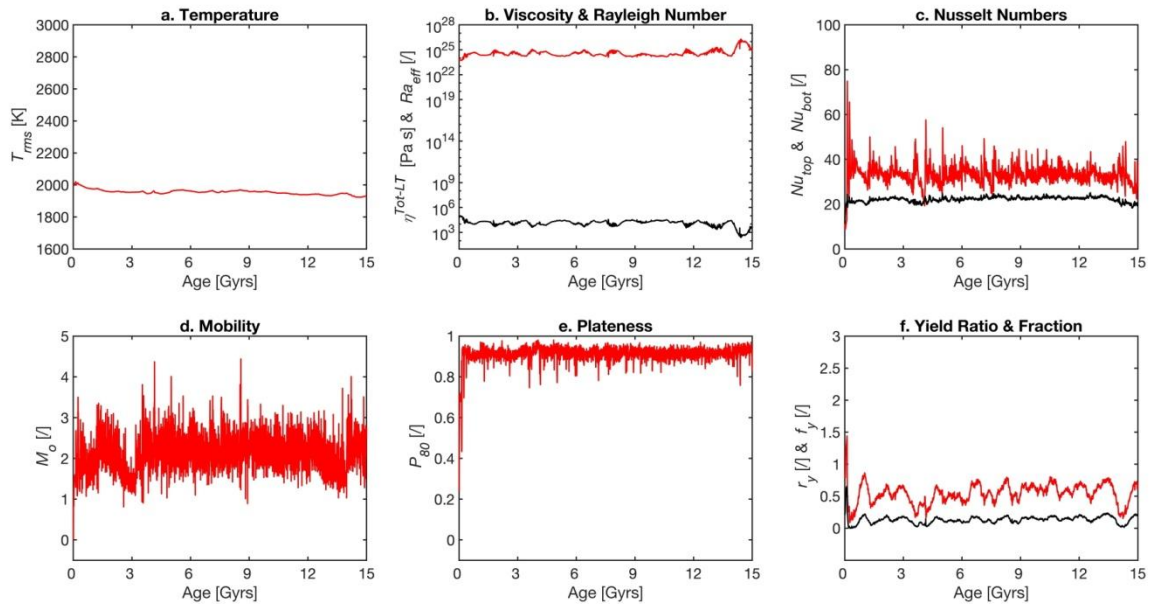 a. Temperature
3000
2800
2600
2400
2200
2000
1800
1600
T_rms [K]
0 3 6 9 12 15
Age [Gyrs]
b. Viscosity & Rayleigh Number
10^28
10^25
10^22
10^19
10^14
10^10
10^6
10^3
η^Tot-LT [Pa s] & Ra_eff [/]
0 3 6 9 12 15
Age [Gyrs]
c. Nusselt Numbers
100
80
60
40
20
0
Nu_top & Nu_bot [/]
0 3 6 9 12 15
Age [Gyrs]
d. Mobility
5
4
3
2
1
0
M_o [/]
0 3 6 9 12 15
Age [Gyrs]
e. Plateness
1
0.8
0.6
0.4
0.2
0
P_80 [/]
0 3 6 9 12 15
Age [Gyrs]
f. Yield Ratio & Fraction
3
2.5
2
1.5
1
0.5
0
r_y [/] & f_y [/]
0 3 6 9 12 15
Age [Gyrs]